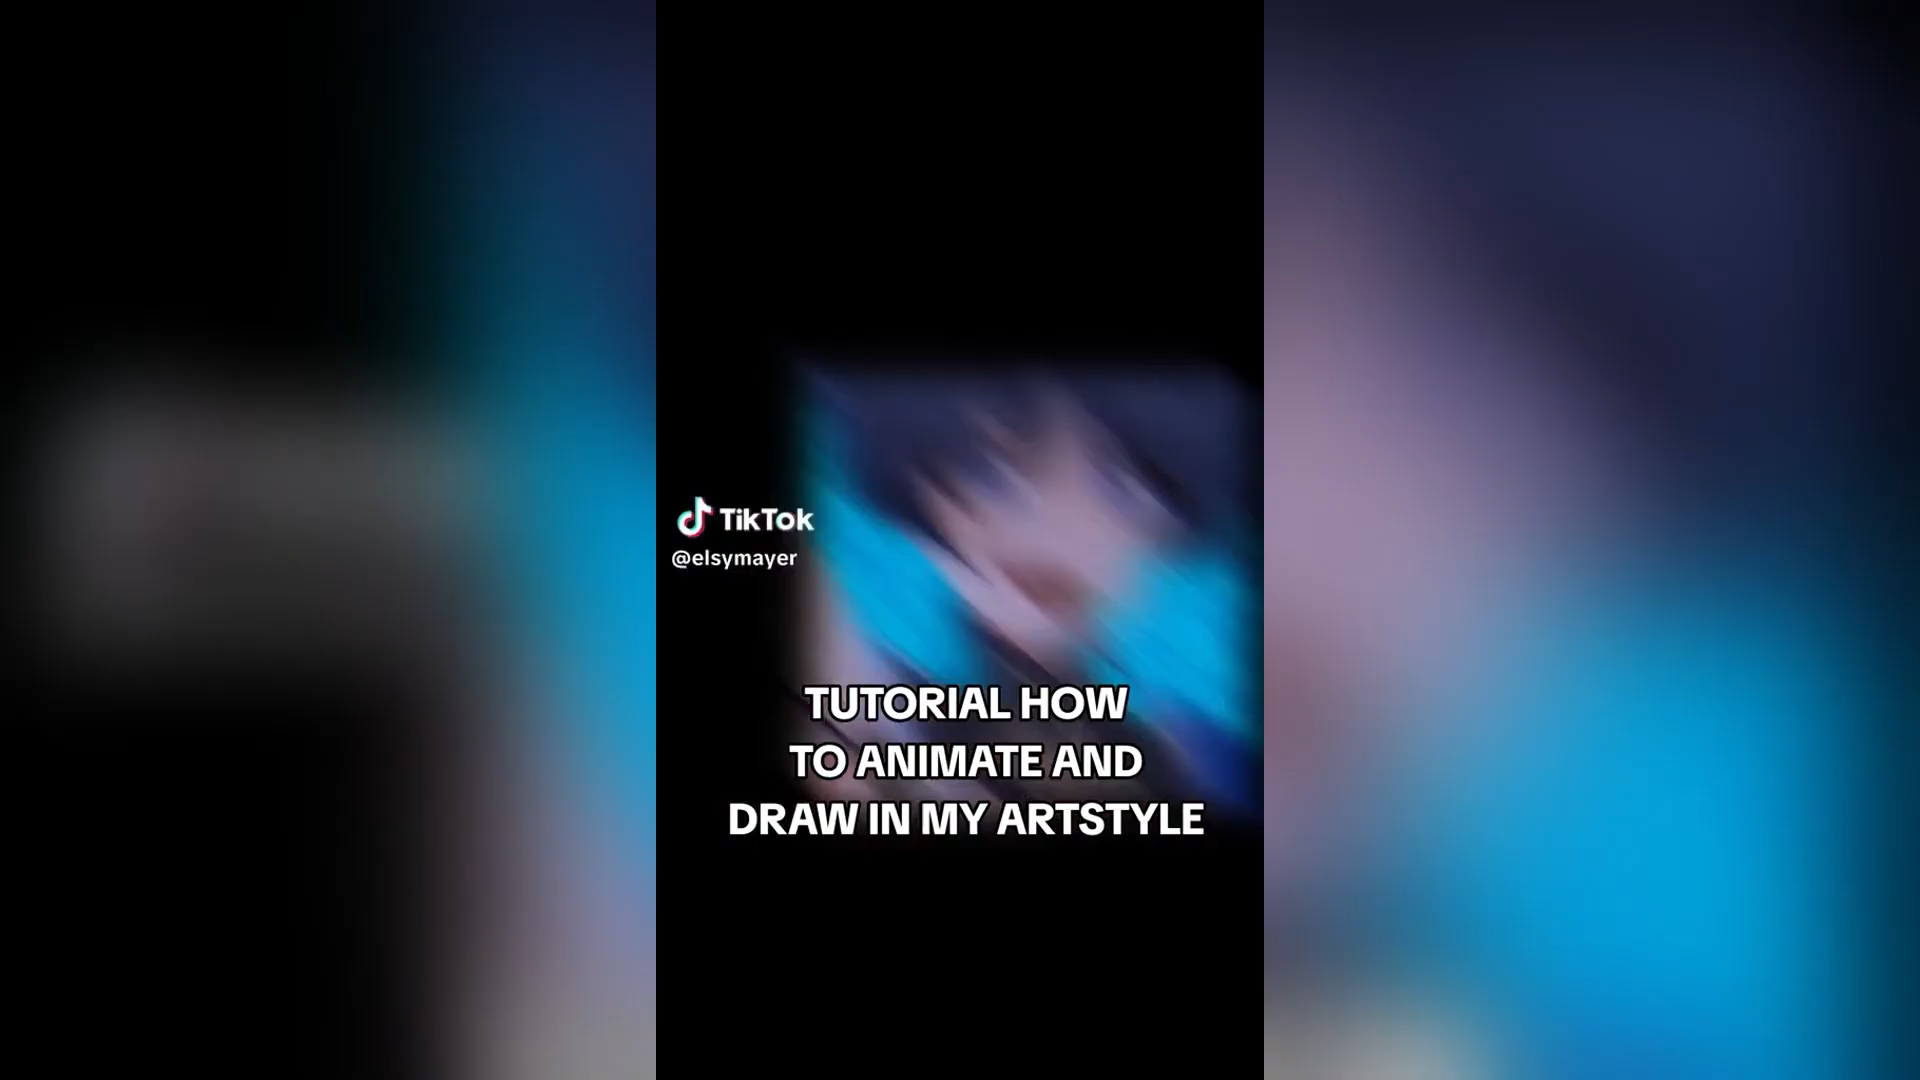 TikTok
@elsymayer
TUTORIAL HOW
TO ANIMATE AND
DRAW IN MY ARTSTYLE